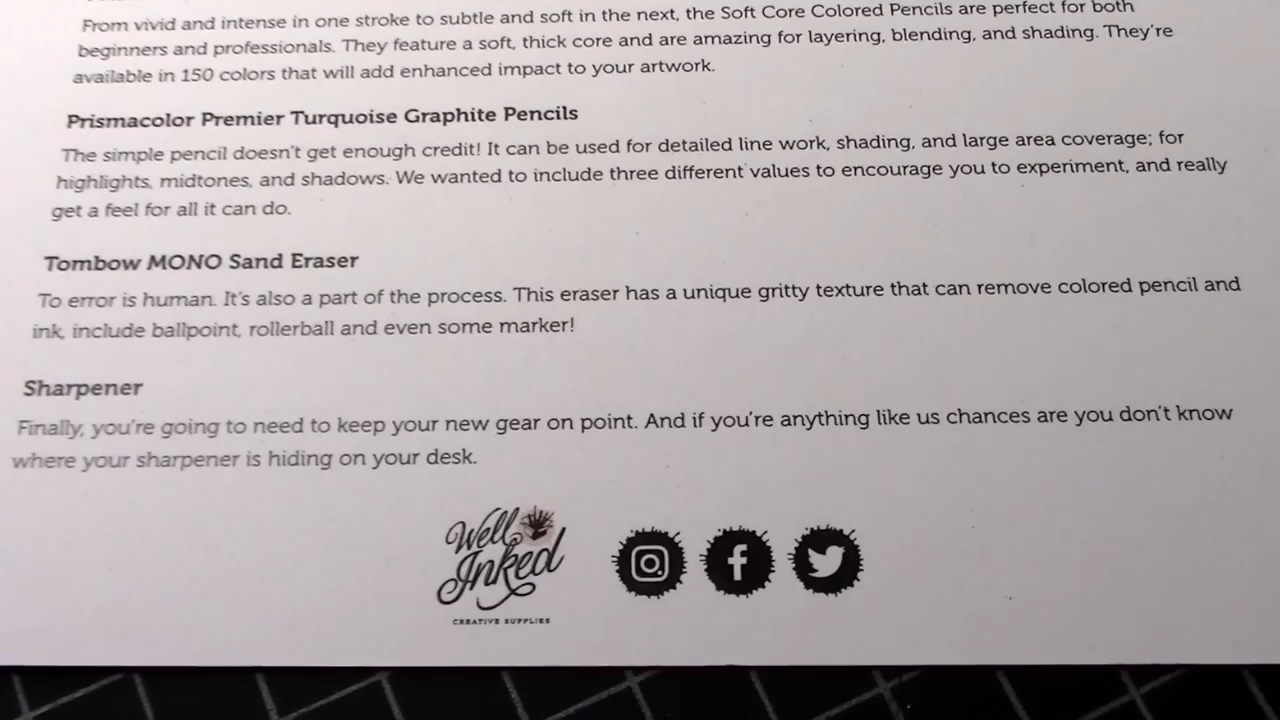 From vivid and intense in one stroke to subtle and soft in the next, the Soft Core Colored Pencils are perfect for both
beginners and professionals. They feature a soft, thick core and are amazing for layering, blending, and shading. They're
available in 150 colors that will add enhanced impact to your artwork.
Prismacolor Premier Turquoise Graphite Pencils
The simple pencil doesn't get enough credit! It can be used for detailed line work, shading, and large area coverage; for
highlights, midtones, and shadows. We wanted to include three different values to encourage you to experiment, and really
get a feel for all it can do.
Tombow MONO Sand Eraser
To error is human. It's also a part of the process. This eraser has a unique gritty texture that can remove colored pencil and
ink, include ballpoint, rollerball and even some marker!
Sharpener
Finally, you're going to need to keep your new gear on point. And if you're anything like us chances are you don't know
where your sharpener is hiding on your desk.
Well
Inked
CREATIVE SUPPLIES